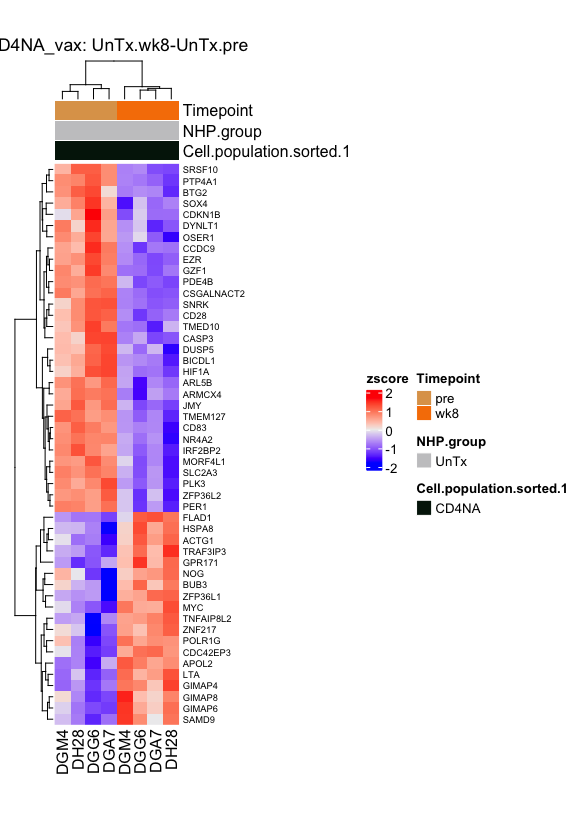 D4NA_vax: UnTx.wk8-UnTx.pre
Timepoint
NHP.group
Cell.population.sorted.1
SRSF10
PTP4A1
BTG2
SOX4
CDKN1B
DYNLT1
OSER1
CCDC9
EZR
GZF1
PDE4B
CSGALNACT2
SNRK
CD28
TMED10
CASP3
DUSP5
BICDL1
HIF1A
ARL5B
ARMCX4
JMY
TMEM127
CD83
NR4A2
IRF2BP2
MORF4L1
SLC2A3
PLK3
ZFP36L2
PER1
FLAD1
HSPA8
ACTG1
TRAF3IP3
GPR171
NOG
BUB3
ZFP36L1
MYC
TNFAIP8L2
ZNF217
POLR1G
CDC42EP3
APOL2
LTA
GIMAP4
GIMAP8
GIMAP6
SAMD9
DGM4 DH28 DGG6 DGA7 DGM4 DGG6 DGA7 DH28
zscore
2
1
0
-1
-2
Timepoint
pre
wk8
NHP.group
UnTx
Cell.population.sorted.1
CD4NA